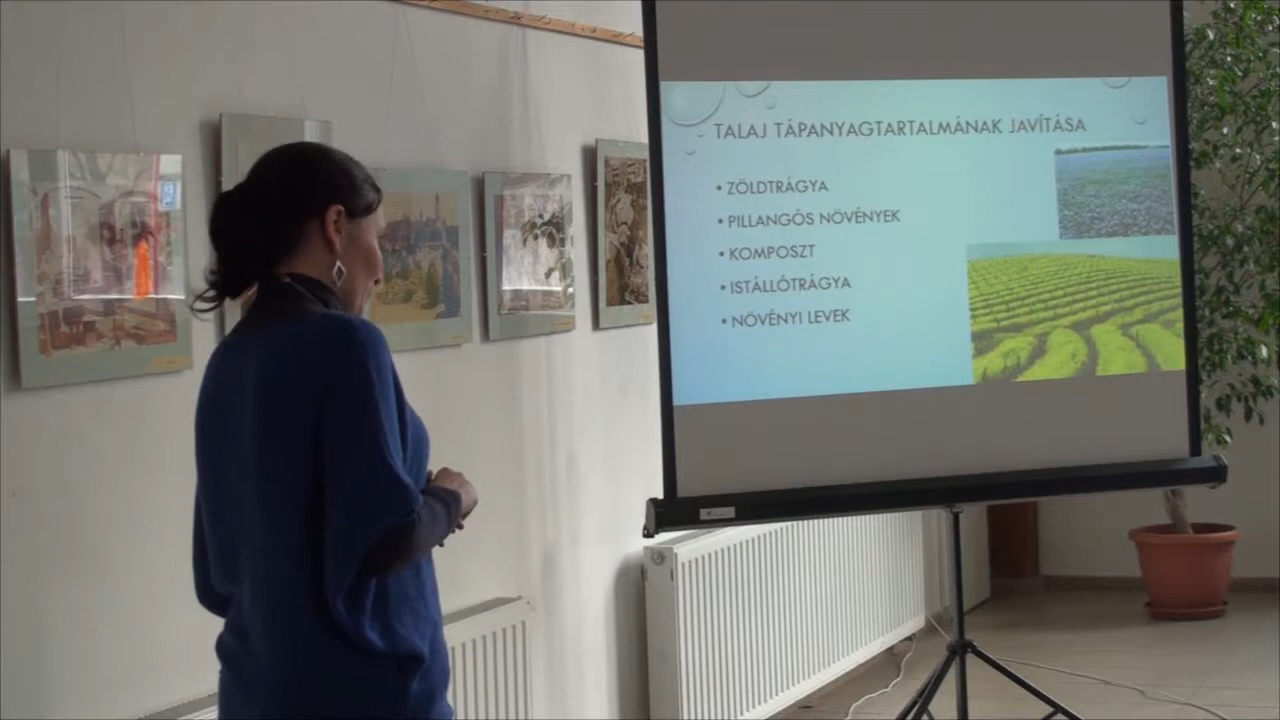 TALAJ TÁPANYAGTARTALMÁNAK JAVÍTÁSA
• ZÖLDTRÁGYA
• PILLANGÓS NÖVÉNYEK
• KOMPOSZT
• ISTÁLLÓTRÁGYA
• NÖVÉNYI LEVEK